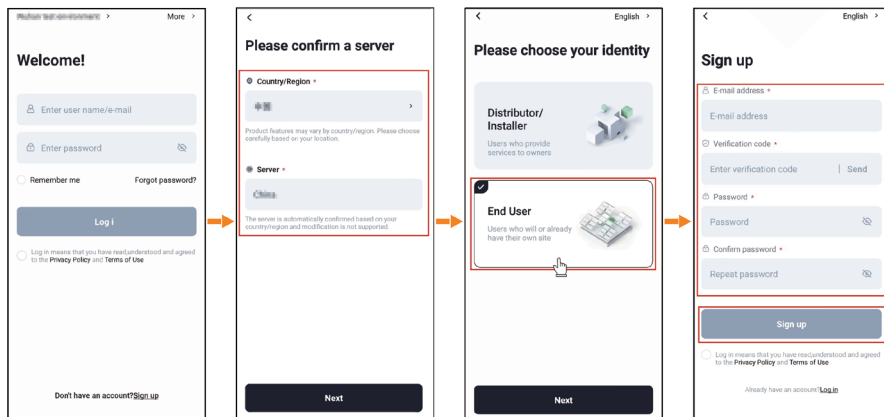 More >
Welcome!
Enter user name/e-mail
Enter password
Remember me
Forgot password?
Log i
Log in means that you have read,understood and agreed
to the Privacy Policy and Terms of Use
Don't have an account?Sign up
Please confirm a server
Country/Region *
Product features may vary by country/region. Please choose
carefully based on your location.
Server *
China
The server is automatically confirmed based on your
country/region and modification is not supported.
Next
English >
Please choose your identity
Distributor/
Installer
Users who provide
services to owners
End User
Users who will or already
have their own site
Next
English >
Sign up
E-mail address *
E-mail address
Verification code *
Enter verification code | Send
Password *
Password
Confirm password *
Repeat password
Sign up
Log in means that you have read,understood and agreed
to the Privacy Policy and Terms of Use
Already have an account?Log in